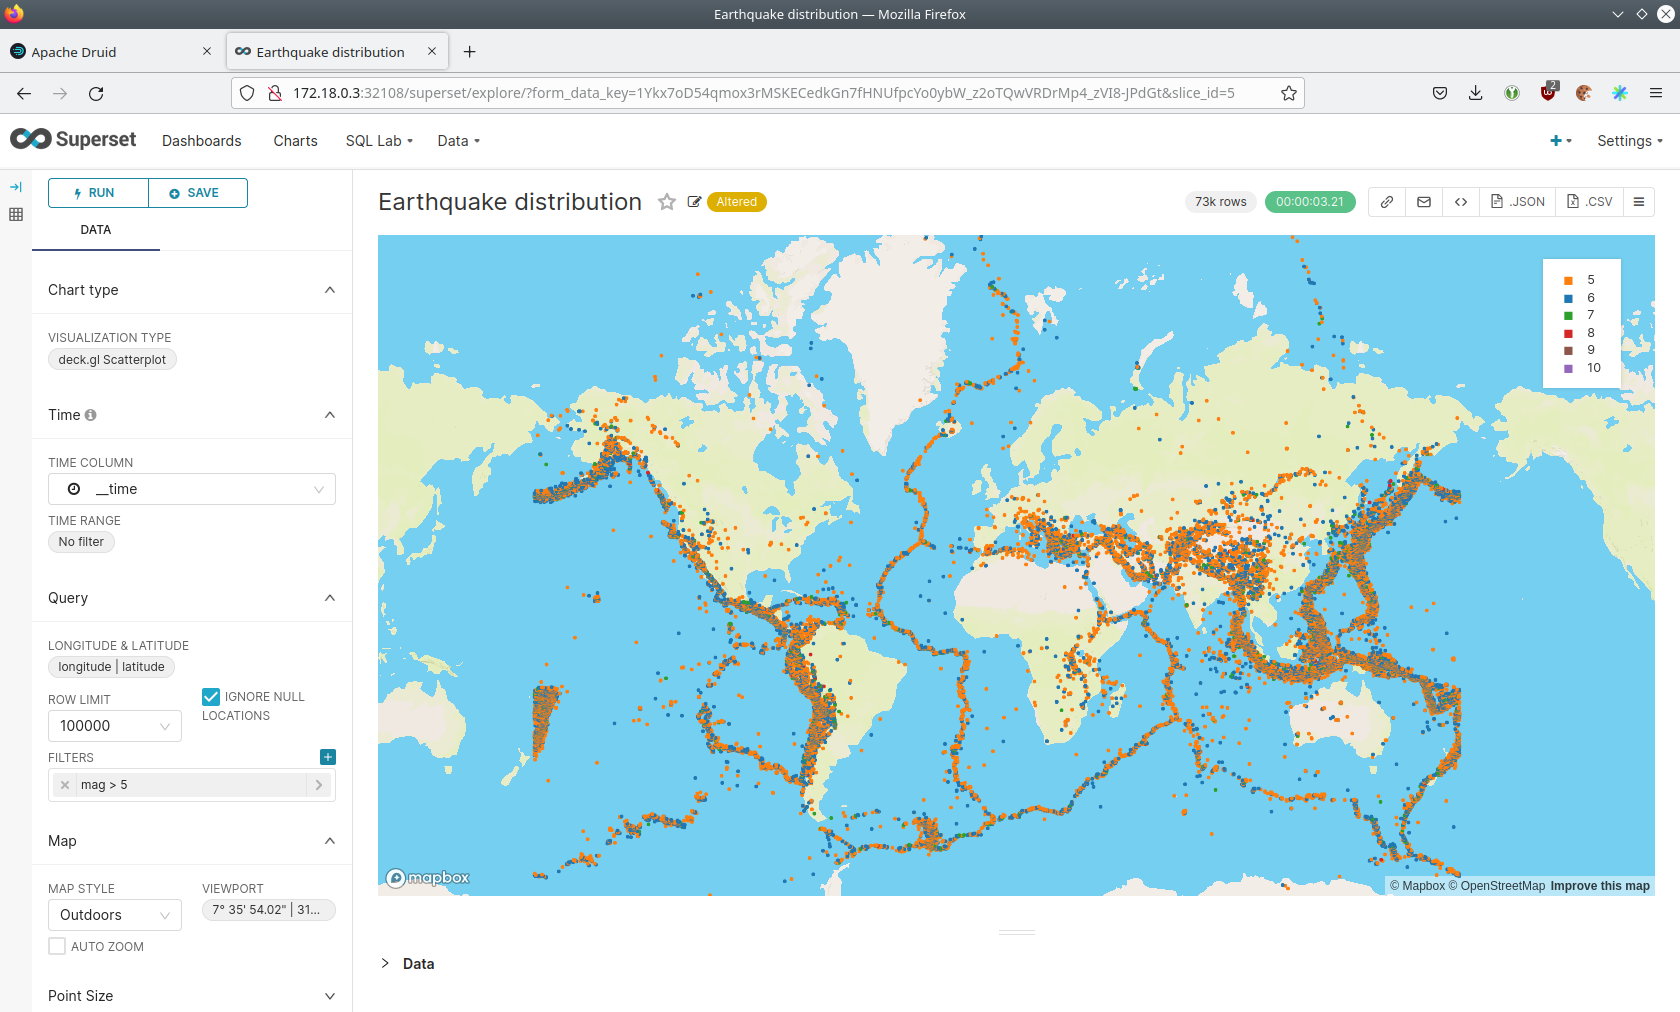 Earthquake distribution — Mozilla Firefox
Apache Druid
Earthquake distribution
172.18.0.3:32108/superset/explore/?form_data_key=1Ykx7oD54qmox3rMSKECedkGn7fHNUfpcYo0ybW_z2oTQwVRDrMp4_zVI8-JPdGt&slice_id=5
2
Superset Dashboards Charts SQL Lab Data Settings
RUN SAVE
DATA
Chart type
VISUALIZATION TYPE
deck.gl Scatterplot
Time
TIME COLUMN
__time
TIME RANGE
No filter
Query
LONGITUDE & LATITUDE
longitude | latitude
ROW LIMIT
100000
IGNORE NULL
LOCATIONS
FILTERS
mag > 5
Map
MAP STYLE
Outdoors
VIEWPORT
7° 35' 54.02" | 31...
AUTO ZOOM
Point Size
Earthquake distribution Altered
73k rows 00:00:03.21 .JSON .CSV
5
6
7
8
9
10
mapbox
© Mapbox © OpenStreetMap Improve this map
Data